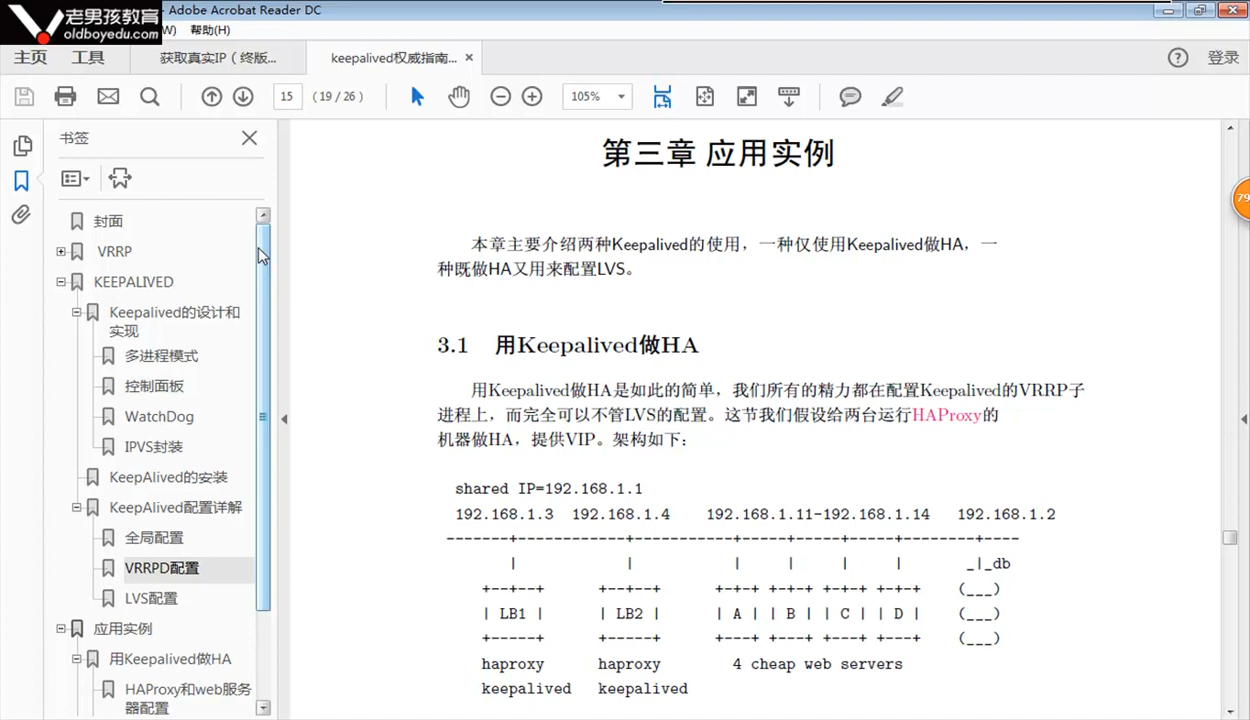 老男孩教育
oldboyedu.com
- Adobe Acrobat Reader DC
W) 帮助(H)
主页 工具 获取真实IP（终版... keepalived权威指南... × 登录
15 (19 / 26) 105%
书签
封面
VRRP
KEEPALIVED
Keepalived的设计和
实现
多进程模式
控制面板
WatchDog
IPVS封装
KeepAlived的安装
KeepAlived配置详解
全局配置
VRRPD配置
LVS配置
应用实例
用Keepalived做HA
HAProxy和web服务
器配置
第三章 应用实例
本章主要介绍两种Keepalived的使用，一种仅使用Keepalived做HA，一
种既做HA又用来配置LVS。
3.1 用Keepalived做HA
用Keepalived做HA是如此的简单，我们所有的精力都在配置Keepalived的VRRP子
进程上，而完全可以不管LVS的配置。这节我们假设给两台运行HAProxy的
机器做HA，提供VIP。架构如下：
shared IP=192.168.1.1
192.168.1.3 192.168.1.4 192.168.1.11-192.168.1.14 192.168.1.2
-------+------------+-----------+-----+-----+-----+--------+----
| | | | | | _|_db
+--+--+ +--+--+ +-+-+ +-+-+ +-+-+ +-+-+ (___)
| LB1 | | LB2 | | A | | B | | C | | D | (___)
+-----+ +-----+ +---+ +---+ +---+ +---+ (___)
haproxy haproxy 4 cheap web servers
keepalived keepalived
79